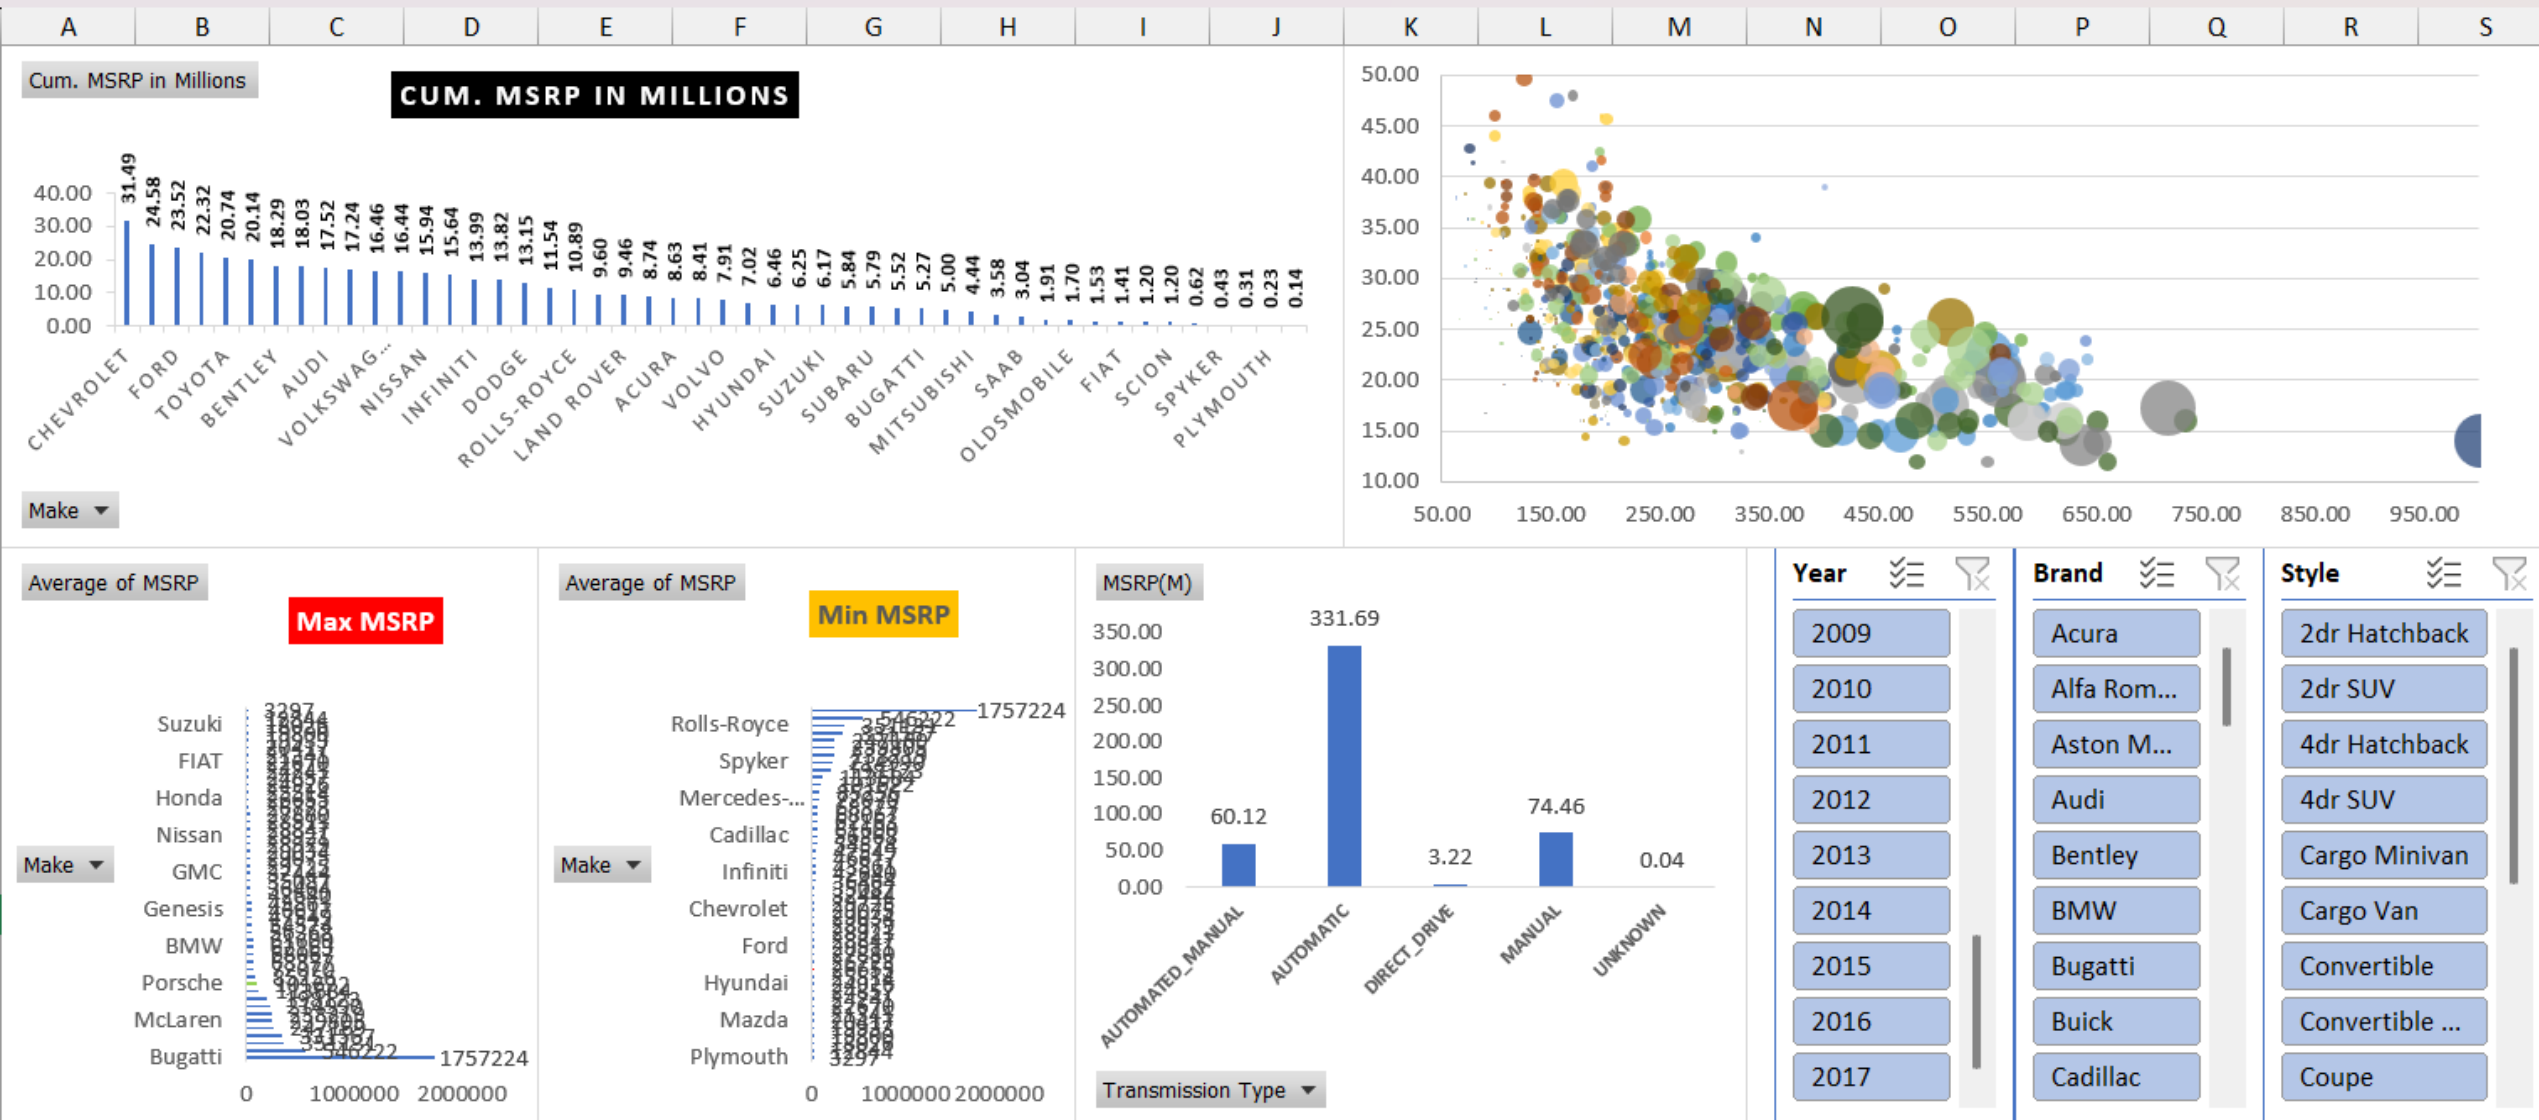 A B C D E F G H I J K L M N O P Q R S
Cum. MSRP in Millions
CUM. MSRP IN MILLIONS
40.00
30.00
20.00
10.00
0.00
31.49 24.58 23.52 22.32 20.74 20.14 18.29 18.03 17.52 17.24 16.46 16.44 15.94 15.64 13.99 13.82 13.15 11.54 10.89 9.60 9.46 8.74 8.63 8.41 7.91 7.02 6.46 6.25 6.17 5.84 5.79 5.52 5.27 5.00 4.44 3.58 3.04 1.91 1.70 1.53 1.41 1.20 1.20 0.62 0.43 0.31 0.23 0.14
CHEVROLET FORD TOYOTA BENTLEY AUDI VOLKSWAG... NISSAN INFINITI DODGE ROLLS-ROYCE LAND ROVER ACURA VOLVO HYUNDAI SUZUKI SUBARU BUGATTI MITSUBISHI SAAB OLDSMOBILE FIAT SCION SPYKER PLYMOUTH
Make
50.00
45.00
40.00
35.00
30.00
25.00
20.00
15.00
10.00
50.00 150.00 250.00 350.00 450.00 550.00 650.00 750.00 850.00 950.00
Average of MSRP
Max MSRP
3297
Suzuki
FIAT
Honda
Nissan
GMC
Genesis
BMW
Porsche
McLaren
546222
Bugatti
1757224
0 1000000 2000000
Make
Average of MSRP
Min MSRP
1757224
546222
Rolls-Royce
Spyker
Mercedes-...
Cadillac
Infiniti
Chevrolet
Ford
Hyundai
Mazda
Plymouth
3297
0 1000000 2000000
Make
MSRP(M)
350.00
300.00
250.00
200.00
150.00
100.00
50.00
0.00
60.12 331.69 3.22 74.46 0.04
AUTOMATED_MANUAL AUTOMATIC DIRECT_DRIVE MANUAL UNKNOWN
Transmission Type
Year
2009
2010
2011
2012
2013
2014
2015
2016
2017
Brand
Acura
Alfa Rom...
Aston M...
Audi
Bentley
BMW
Bugatti
Buick
Cadillac
Style
2dr Hatchback
2dr SUV
4dr Hatchback
4dr SUV
Cargo Minivan
Cargo Van
Convertible
Convertible ...
Coupe